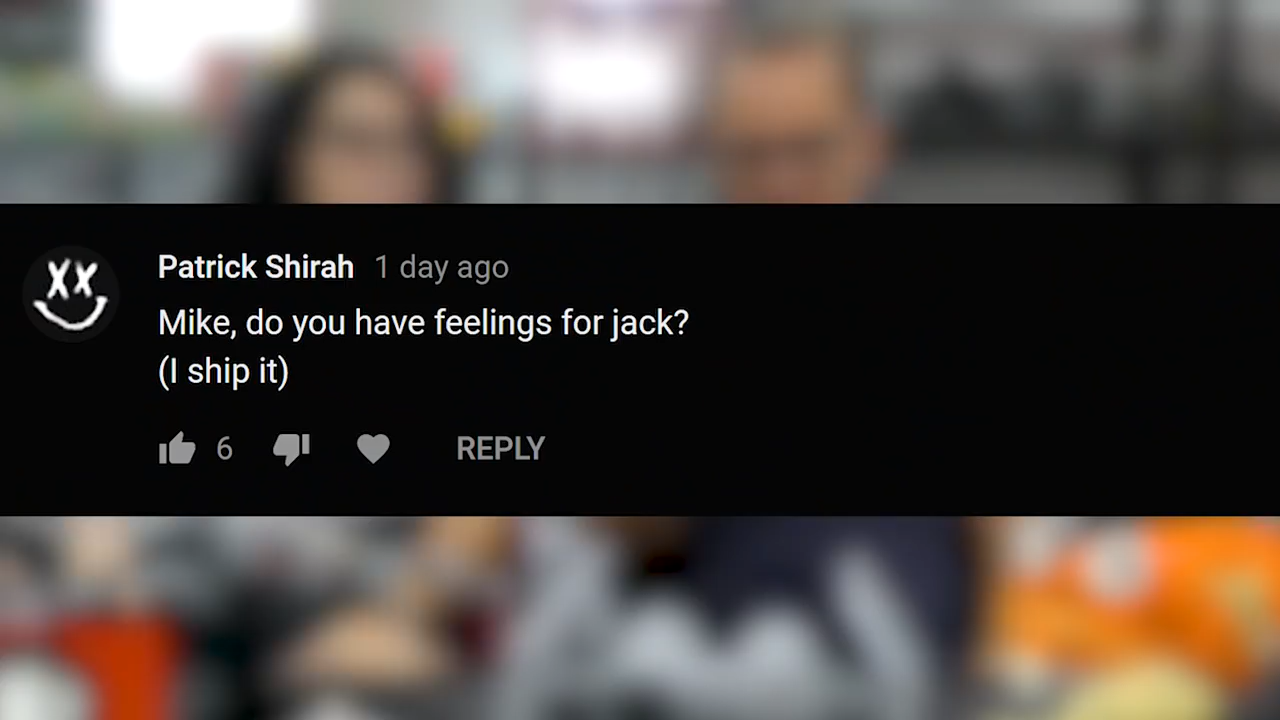 Patrick Shirah 1 day ago
Mike, do you have feelings for jack?
(I ship it)
6 REPLY